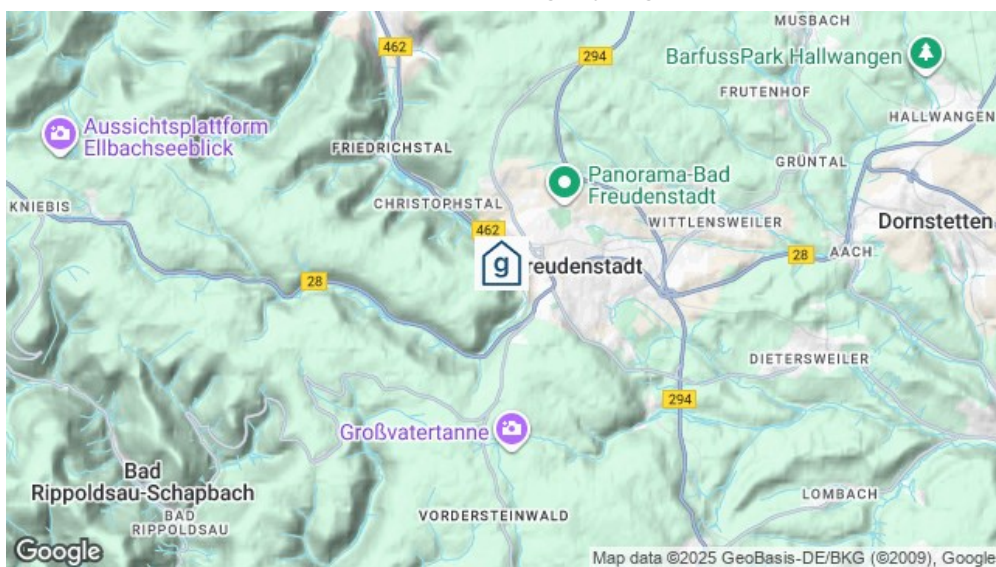 MUSBACH
462
294
BarfussPark Hallwangen
FRUTENHOF
HALLWANGEN
Aussichtsplattform
Ellbachseeblick
FRIEDRICHSTAL
GRÜNTAL
Panorama-Bad
Freudenstadt
KNIEBIS
CHRISTOPHSTAL
WITTLENSWEILER
Dornstetten
462
28
AACH
g
reudenstadt
28
DIETERSWEILER
294
Großvatertanne
Bad
Rippoldsau-Schapbach
BAD
RIPPOLDSAU
LOMBACH
VORDERSTEINWALD
Google
Map data ©2025 GeoBasis-DE/BKG (©2009), Google